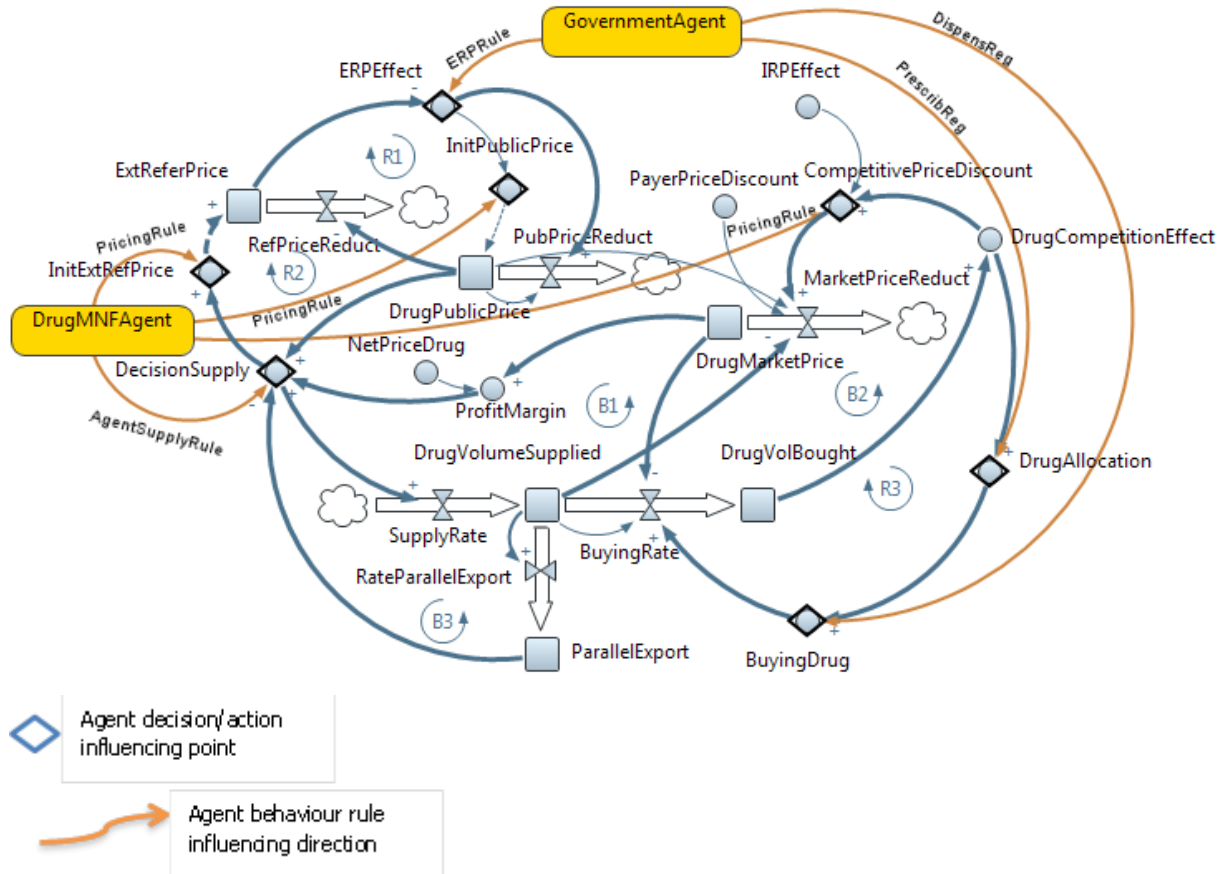 GovernmentAgent
DispensReg
ERPRule
ERPEffect
IRPEffect
PrescribReg
R1
InitPublicPrice
ExtReferPrice
PayerPriceDiscount
CompetitivePriceDiscount
PricingRule
PricingRule
RefPriceReduct
PubPriceReduct
DrugCompetitionEffect
InitExtRefPrice
R2
MarketPriceReduct
DrugPublicPrice
DrugMNFAgent
PricingRule
NetPriceDrug
DrugMarketPrice
DecisionSupply
ProfitMargin
B1
B2
AgentSupplyRule
DrugVolumeSupplied
DrugVolBought
DrugAllocation
R3
SupplyRate
BuyingRate
RateParallelExport
B3
ParallelExport
BuyingDrug
Agent decision/action
influencing point
Agent behaviour rule
influencing direction